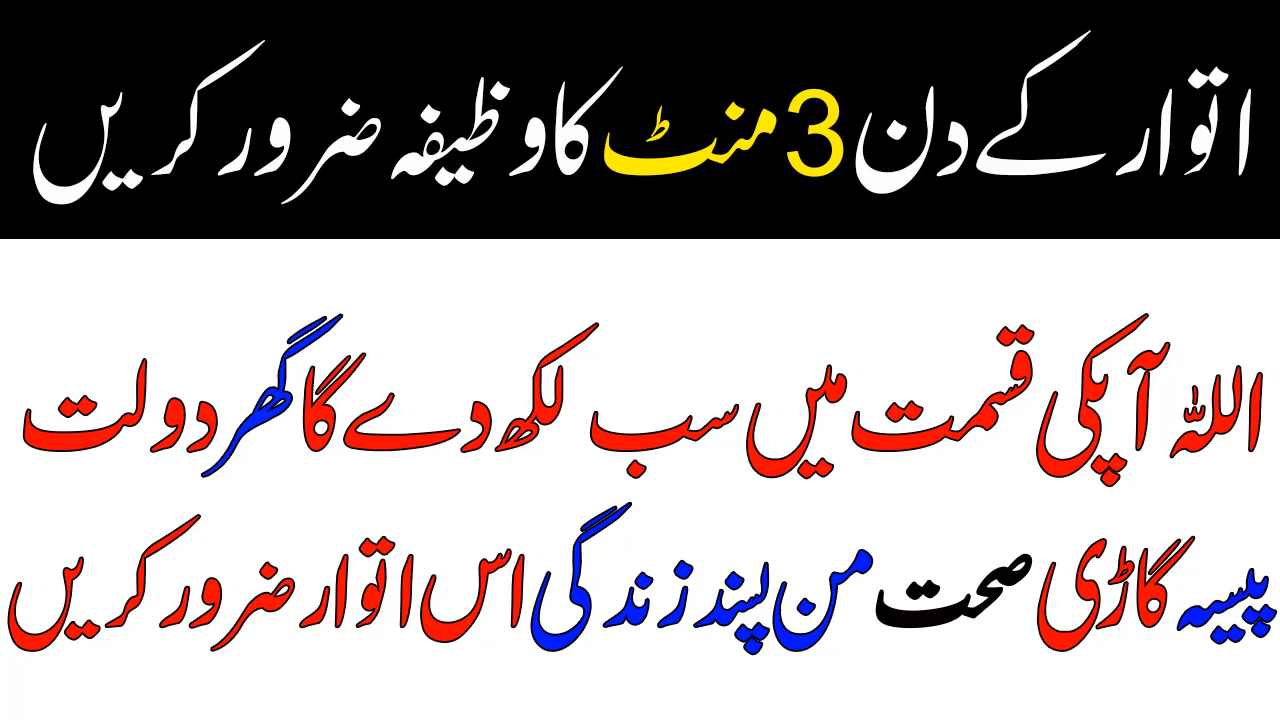 اتوار کے دن 3 منٹ کا وظیفہ ضرور کریں
اللہ آپکی قسمت میں سب لکھ دے گا گھر دولت
پیسہ گاڑی صحت من پسند زندگی اس اتوار ضرور کریں